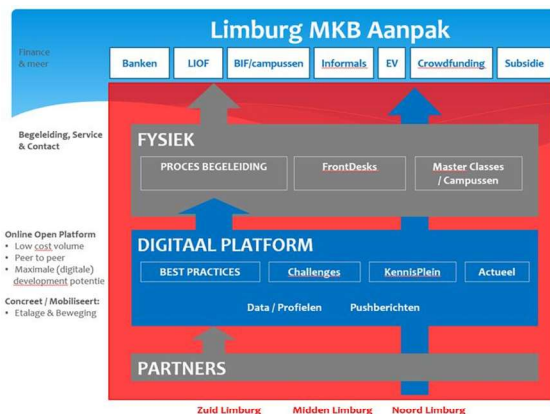 Limburg MKB Aanpak
Finance
& meer
Banken
LIOF
BIF/campussen
Informals
EV
Crowdfunding
Subsidie
Begeleiding, Service
& Contact
FYSIEK
PROCES BEGELEIDING
FrontDesks
Master Classes
/ Campussen
Online Open Platform
• Low cost volume
• Peer to peer
• Maximale (digitale)
development potentie
Concreet / Mobiliseert:
• Etalage & Beweging
DIGITAAL PLATFORM
BEST PRACTICES
Challenges
KennisPlein
Actueel
Data / Profielen
Pushberichten
PARTNERS
Zuid Limburg
Midden Limburg
Noord Limburg